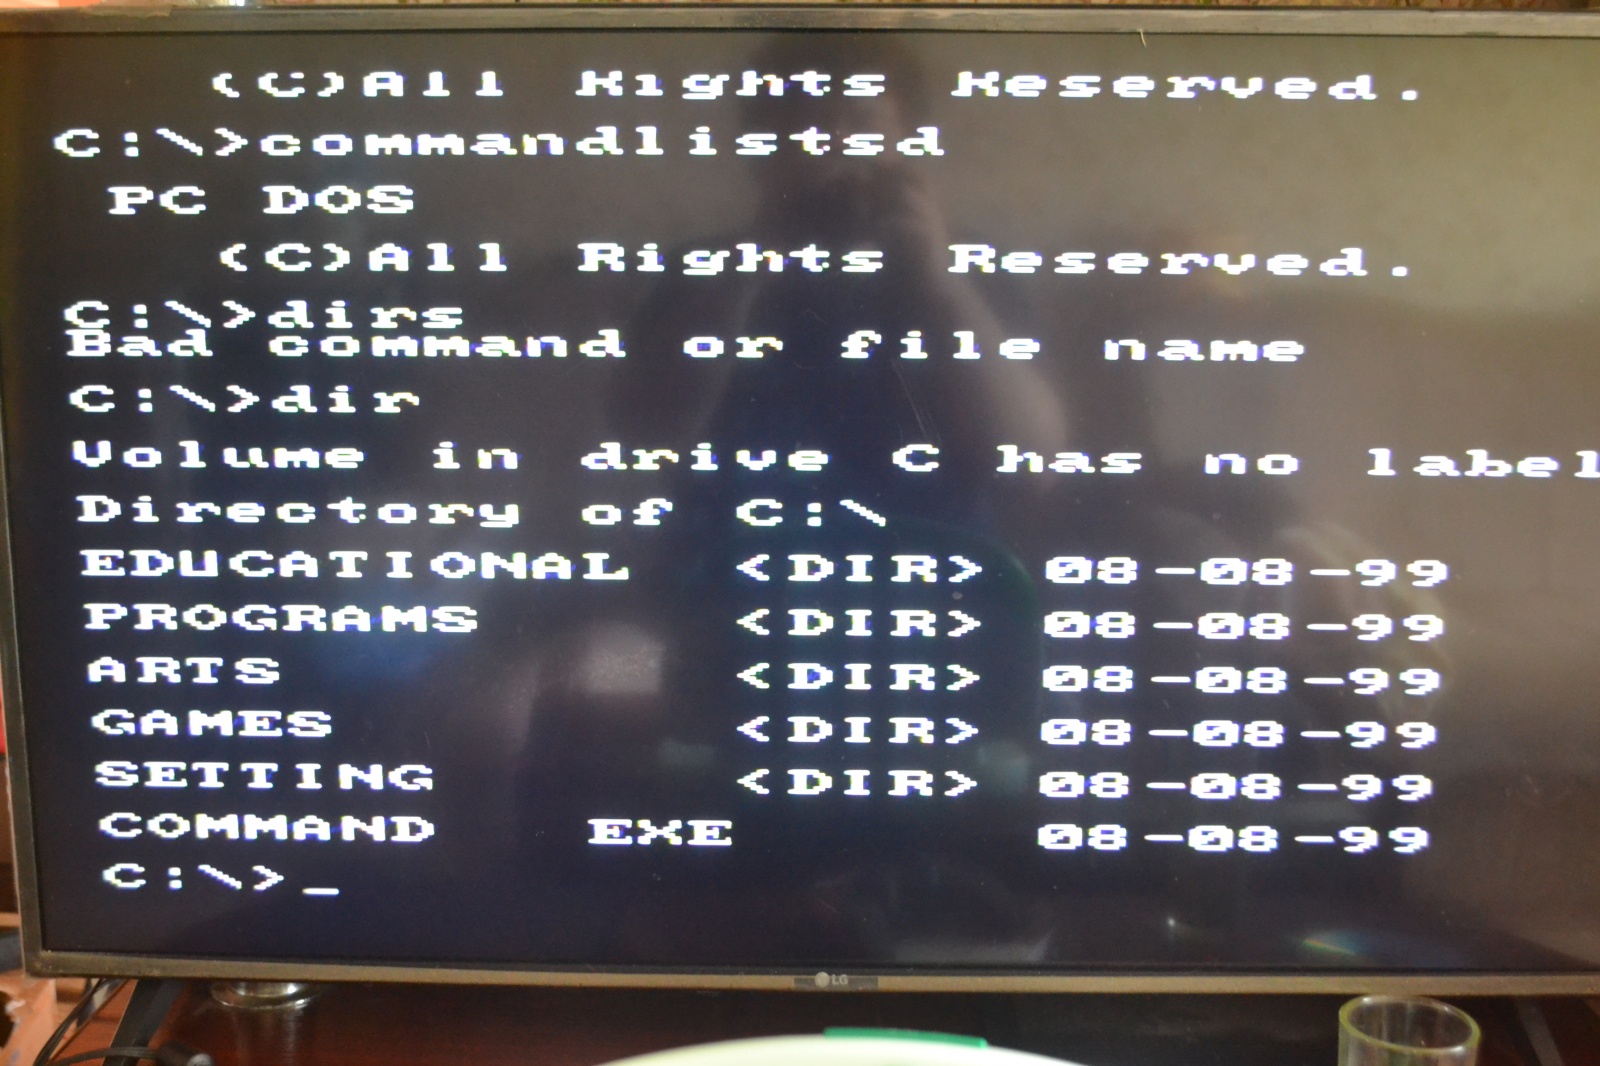 (C)All Rights Reserved.
C:\>commandlistsd
PC DOS
(C)All Rights Reserved.
C:\>dirs
Bad command or file name
C:\>dir
Volume in drive C has no label
Directory of C:\
EDUCATIONAL <DIR> 08-08-99
PROGRAMS <DIR> 08-08-99
ARTS <DIR> 08-08-99
GAMES <DIR> 08-08-99
SETTING <DIR> 08-08-99
COMMAND EXE 08-08-99
C:\>_
LG